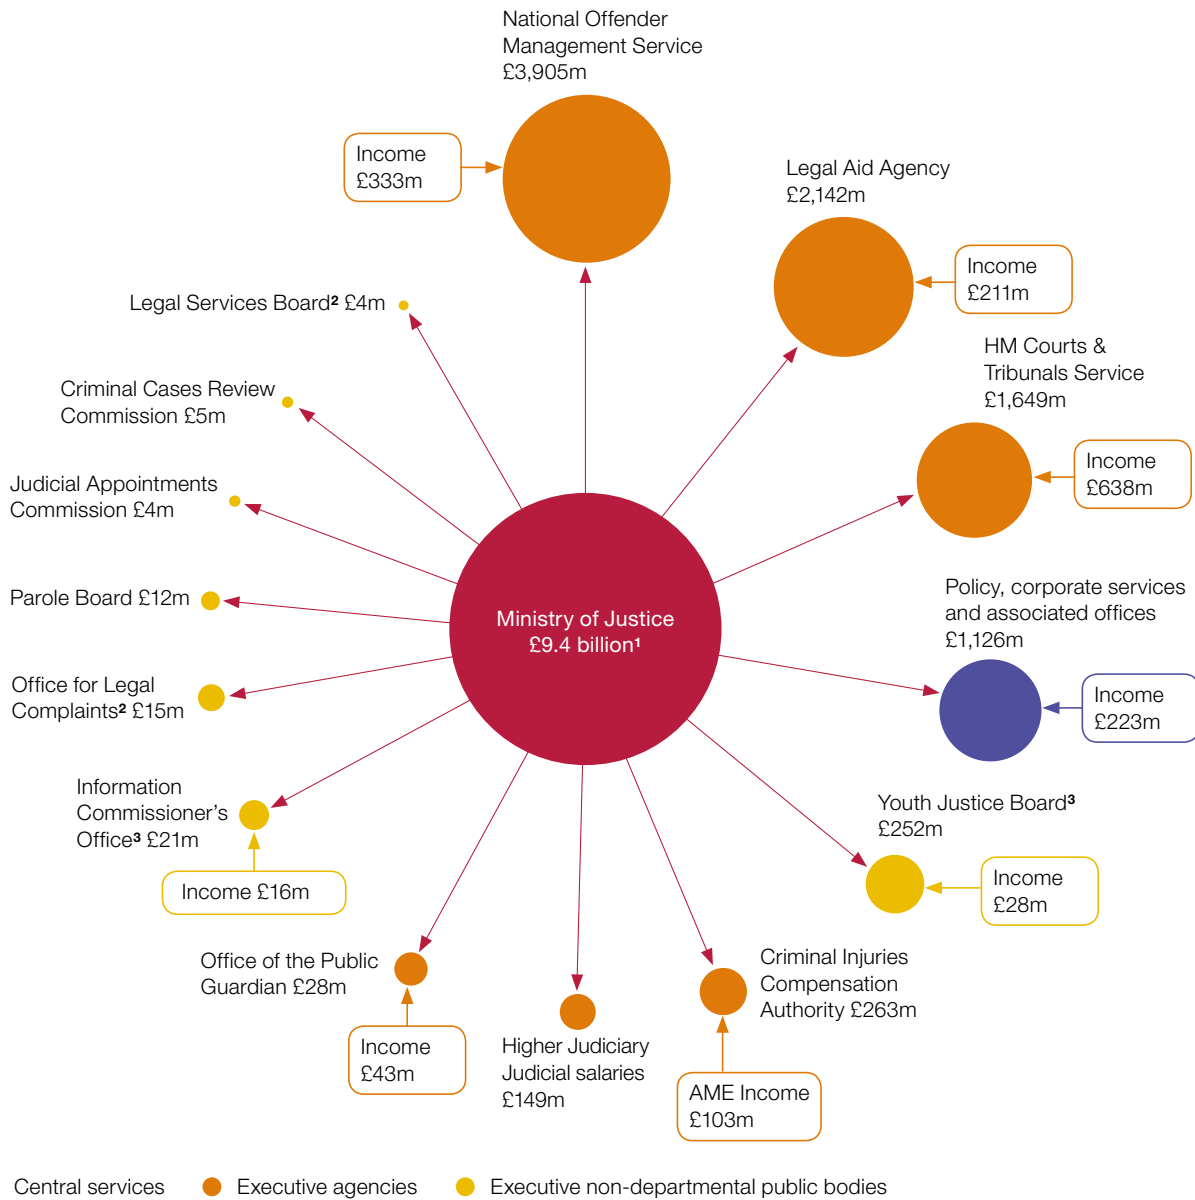 National Offender
Management Service
£3,905m
Income
£333m
Legal Aid Agency
£2,142m
Income
£211m
Legal Services Board² £4m
HM Courts &
Tribunals Service
£1,649m
Criminal Cases Review
Commission £5m
Income
£638m
Judicial Appointments
Commission £4m
Parole Board £12m
Ministry of Justice
£9.4 billion¹
Policy, corporate services
and associated offices
£1,126m
Income
£223m
Office for Legal
Complaints² £15m
Information
Commissioner’s
Office³ £21m
Income £16m
Youth Justice Board³
£252m
Income
£28m
Office of the Public
Guardian £28m
Income
£43m
Higher Judiciary
Judicial salaries
£149m
Criminal Injuries
Compensation
Authority £263m
AME Income
£103m
Central services
Executive agencies
Executive non-departmental public bodies